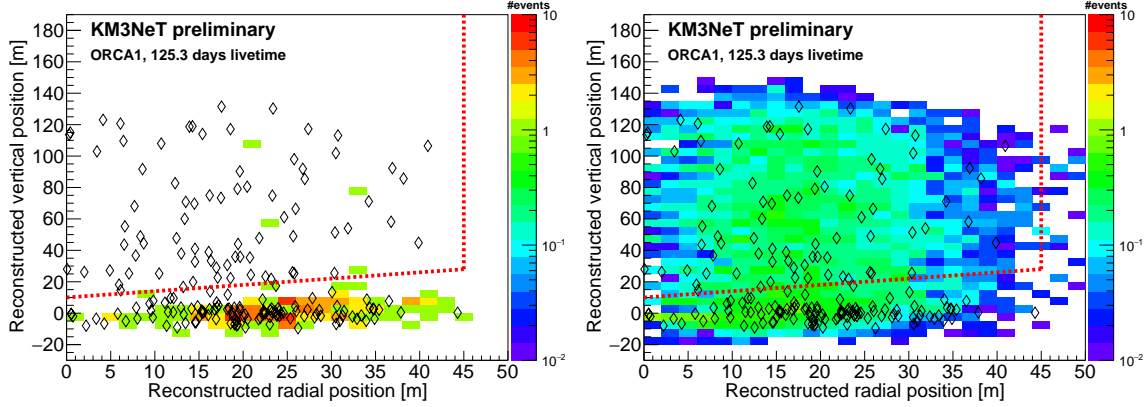 #events
KM3NeT preliminary
ORCA1, 125.3 days livetime
Reconstructed vertical position [m]
180
160
140
120
100
80
60
40
20
0
−20
0 5 10 15 20 25 30 35 40 45 50
Reconstructed radial position [m]
10
1
10⁻¹
10⁻²
#events
KM3NeT preliminary
ORCA1, 125.3 days livetime
Reconstructed vertical position [m]
180
160
140
120
100
80
60
40
20
0
−20
0 5 10 15 20 25 30 35 40 45 50
Reconstructed radial position [m]
10
1
10⁻¹
10⁻²